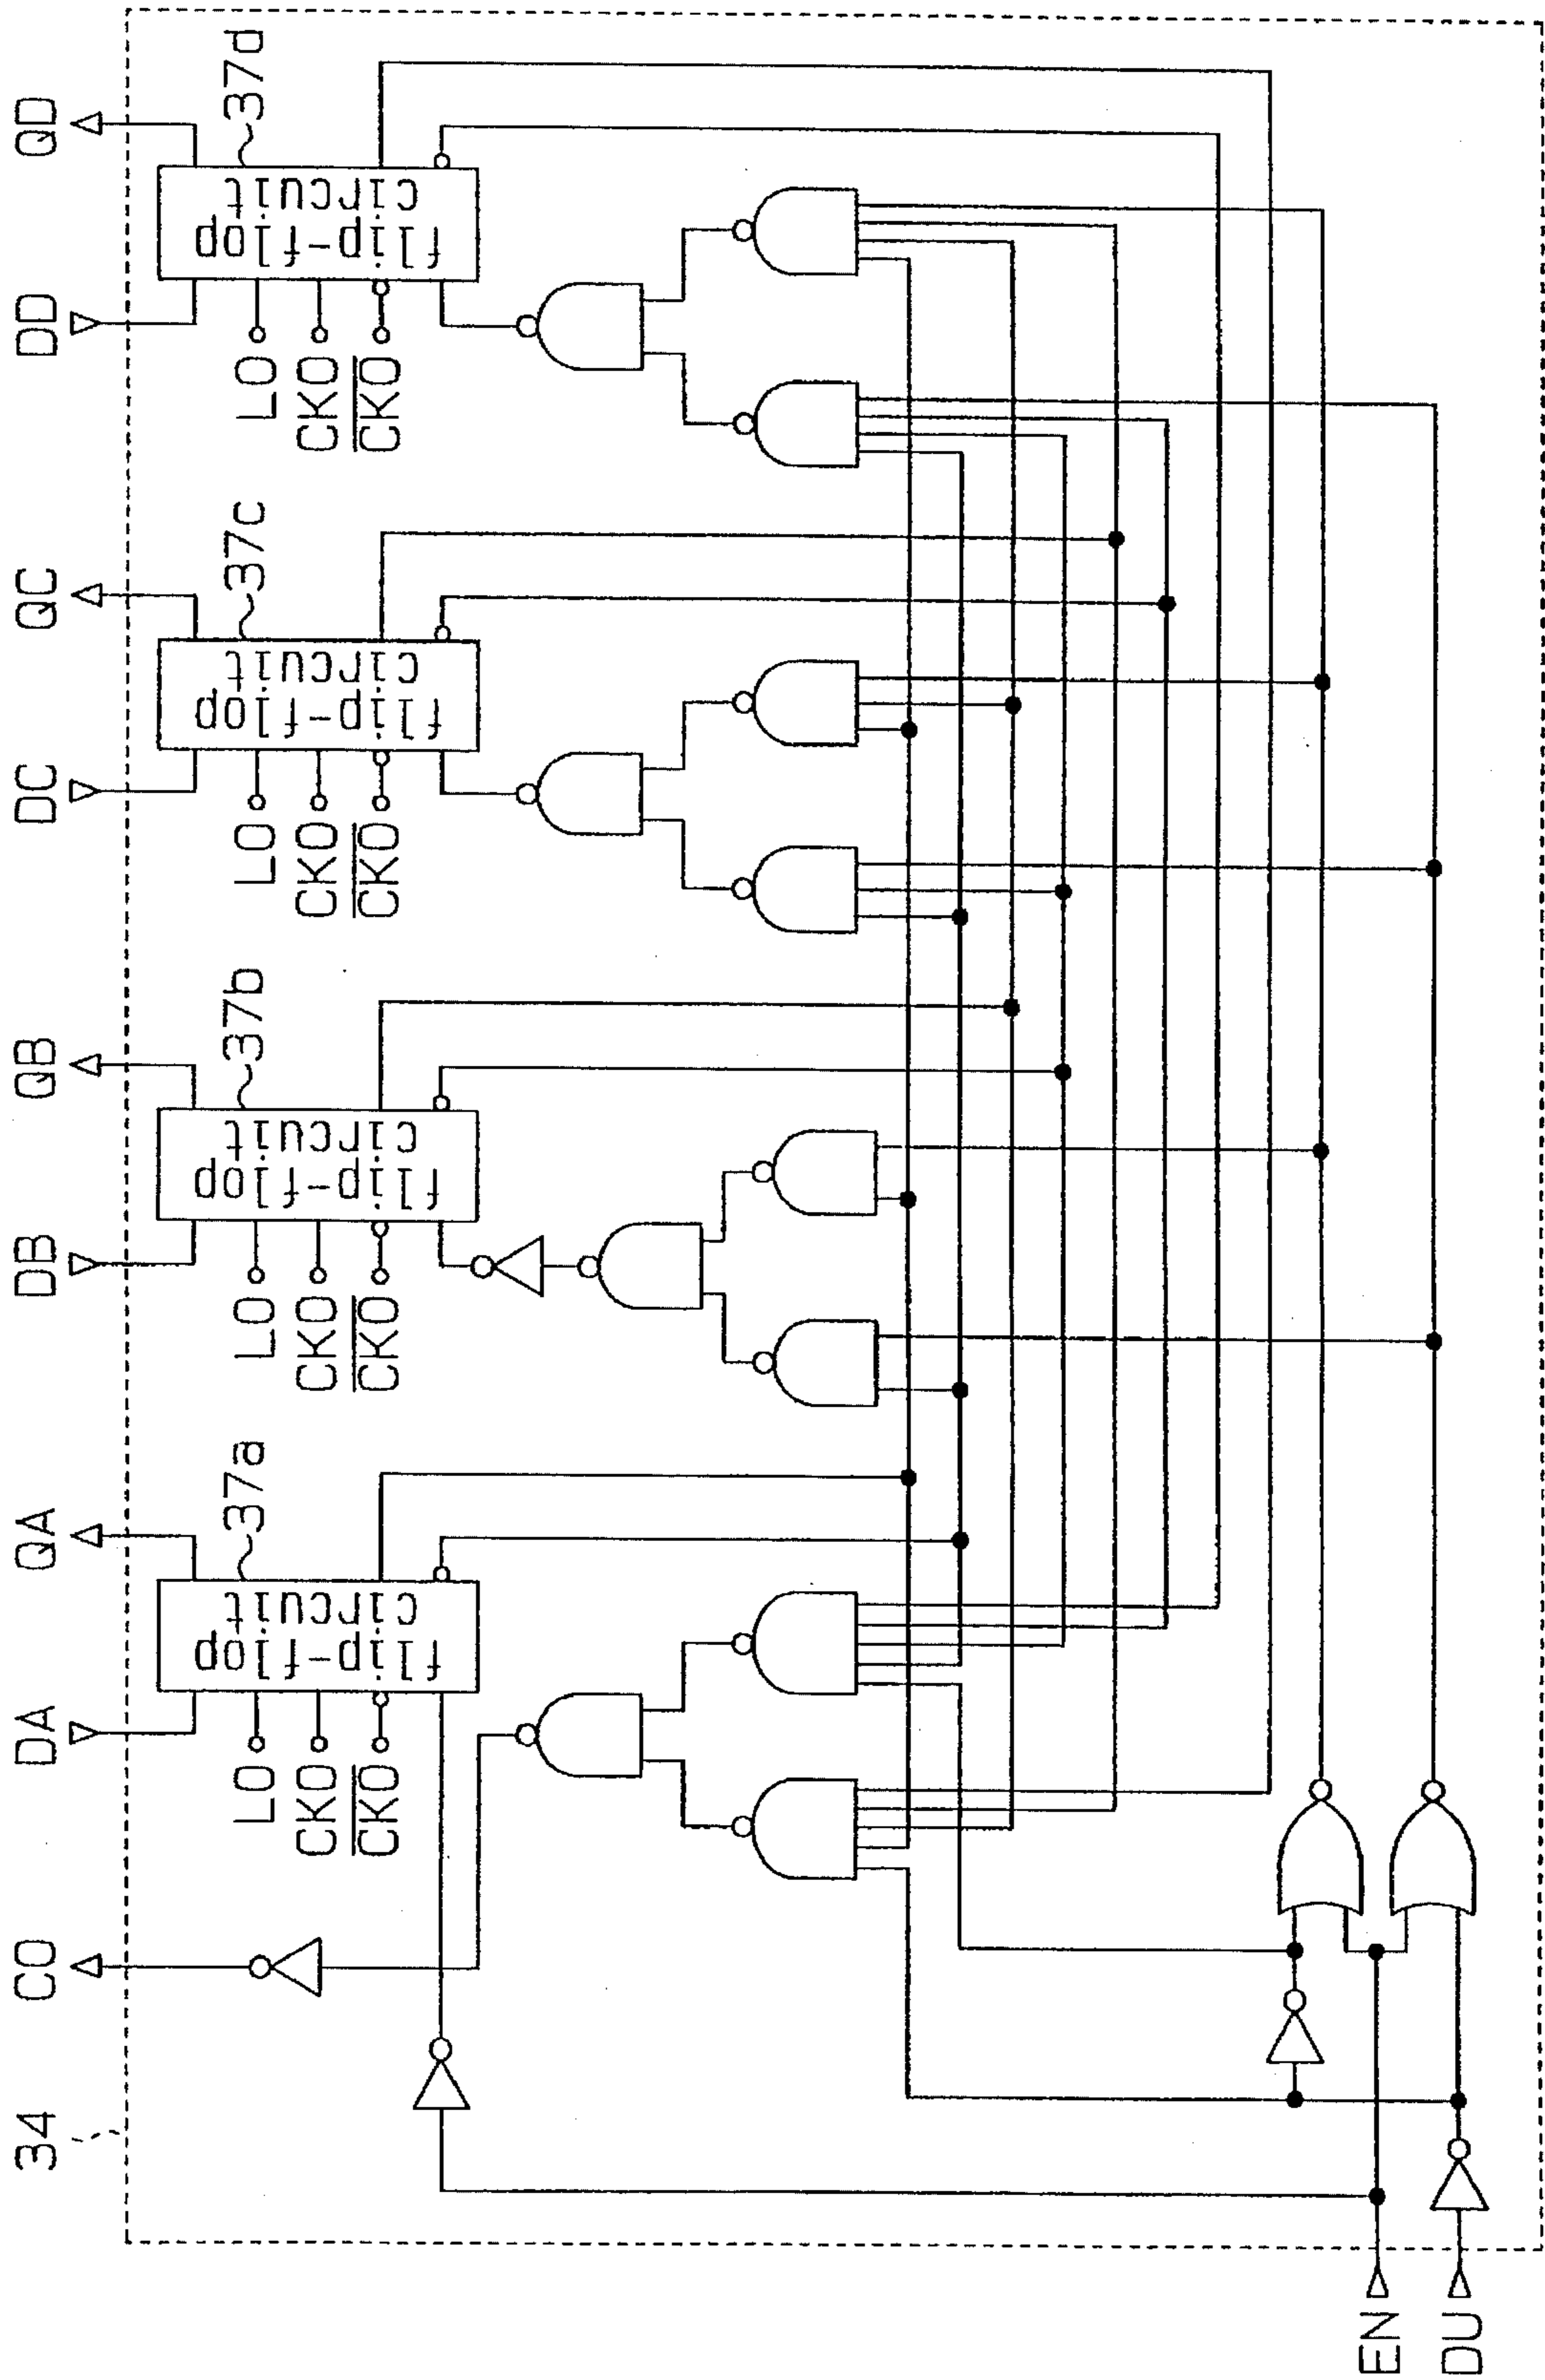 34
CO
DA
QA
DB
QB
DC
QC
DD
QD
37a
37b
37c
37d
flip-flop
circuit
flip-flop
circuit
flip-flop
circuit
flip-flop
circuit
LO
CKO
CKO
LO
CKO
CKO
LO
CKO
CKO
LO
CKO
CKO
EN
DU